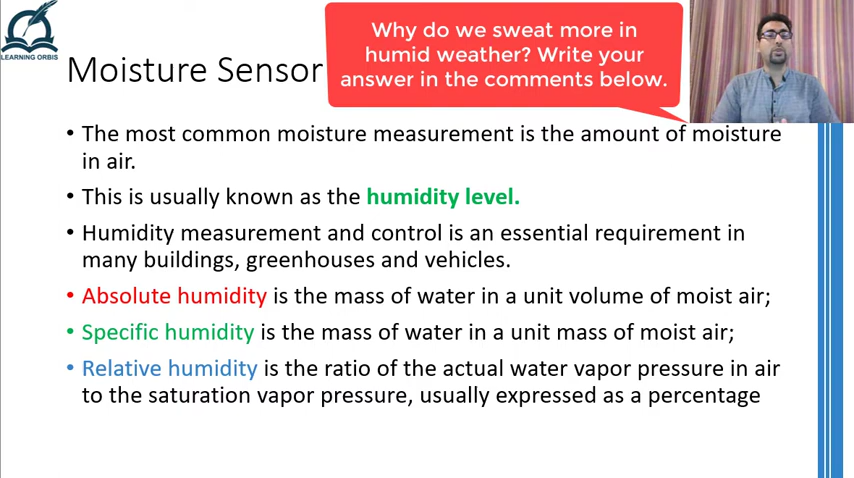 LEARNING ORBIS
Why do we sweat more in
humid weather? Write your
answer in the comments below.
Moisture Sensor
• The most common moisture measurement is the amount of moisture
in air.
• This is usually known as the humidity level.
• Humidity measurement and control is an essential requirement in
many buildings, greenhouses and vehicles.
• Absolute humidity is the mass of water in a unit volume of moist air;
• Specific humidity is the mass of water in a unit mass of moist air;
• Relative humidity is the ratio of the actual water vapor pressure in air
to the saturation vapor pressure, usually expressed as a percentage